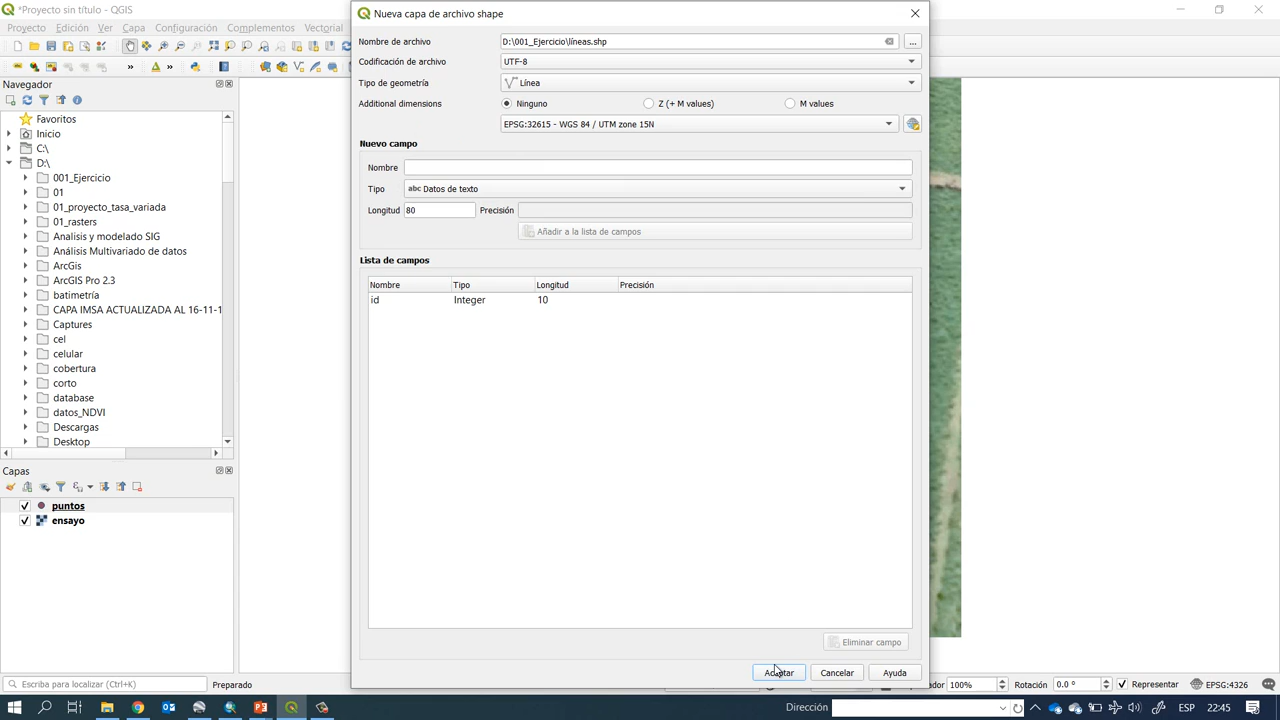 *Proyecto sin título - QGIS
Proyecto Edición Ver Capa Configuración Complementos Vectorial
Navegador
Favoritos
Inicio
C:\
D:\
001_Ejercicio
01
01_proyecto_tasa_variada
01_rasters
Analisis y modelado SIG
Análisis Multivariado de datos
ArcGis
ArcGIS Pro 2.3
batimetría
CAPA IMSA ACTUALIZADA AL 16-11-1
Captures
cel
celular
cobertura
corto
database
datos_NDVI
Descargas
Desktop
Capas
puntos
ensayo
Nueva capa de archivo shape
Nombre de archivo D:\001_Ejercicio\líneas.shp ...
Codificación de archivo UTF-8
Tipo de geometría Línea
Additional dimensions Ninguno Z (+ M values) M values
EPSG:32615 - WGS 84 / UTM zone 15N
Nuevo campo
Nombre
Tipo abc Datos de texto
Longitud 80 Precisión
Añadir a la lista de campos
Lista de campos
Nombre Tipo Longitud Precisión
id Integer 10
Eliminar campo
Aceptar Cancelar Ayuda
Escriba para localizar (Ctrl+K) Preparado 100% Rotación 0.0 ° Representar EPSG:4326
Dirección ESP 22:45